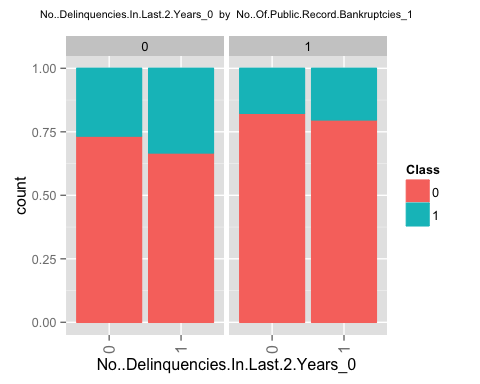 No..Delinquencies.In.Last.2.Years_0 by No..Of.Public.Record.Bankruptcies_1
0 1
1.00
0.75
0.50
0.25
0.00
count
0 1 0 1
No..Delinquencies.In.Last.2.Years_0
Class
0
1